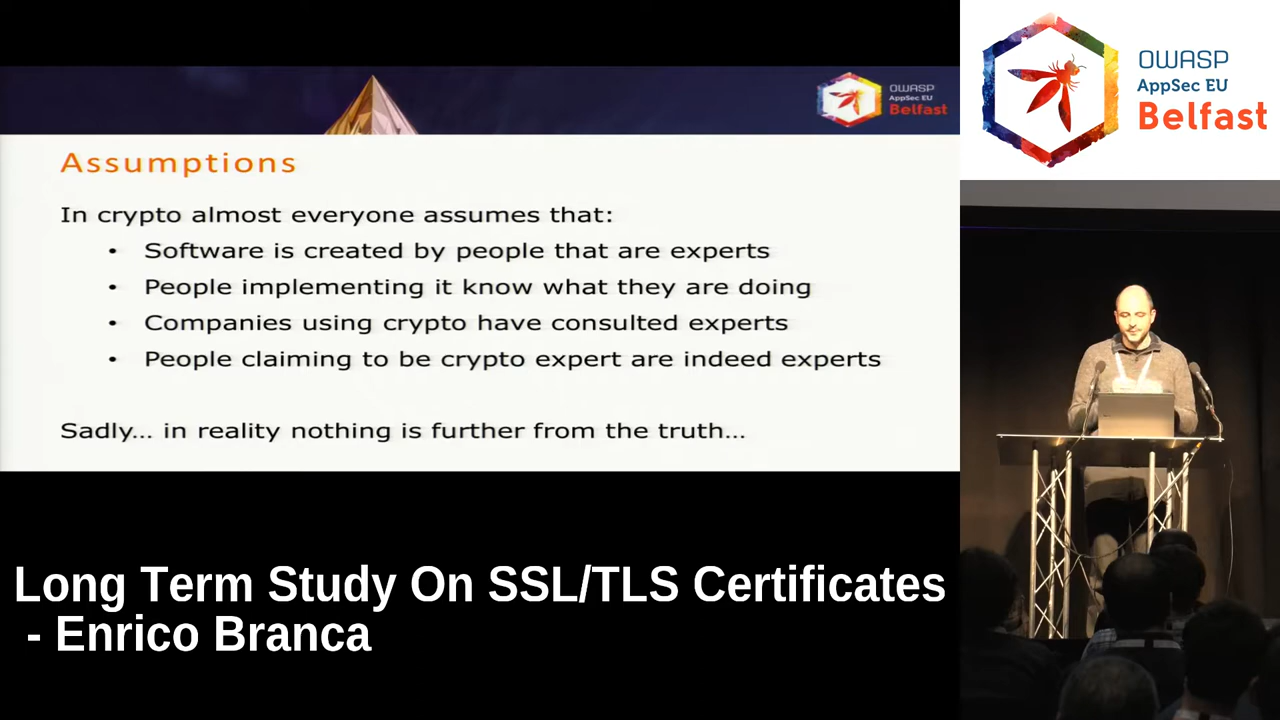 OWASP
AppSec EU
Belfast
Assumptions
In crypto almost everyone assumes that:
• Software is created by people that are experts
• People implementing it know what they are doing
• Companies using crypto have consulted experts
• People claiming to be crypto expert are indeed experts
Sadly... in reality nothing is further from the truth...
OWASP
AppSec EU
Belfast
Long Term Study On SSL/TLS Certificates
- Enrico Branca